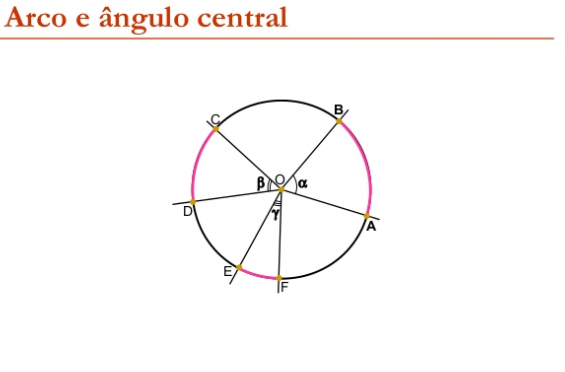 Arco e ângulo central
B
C
β O α
D
γ
A
E
F